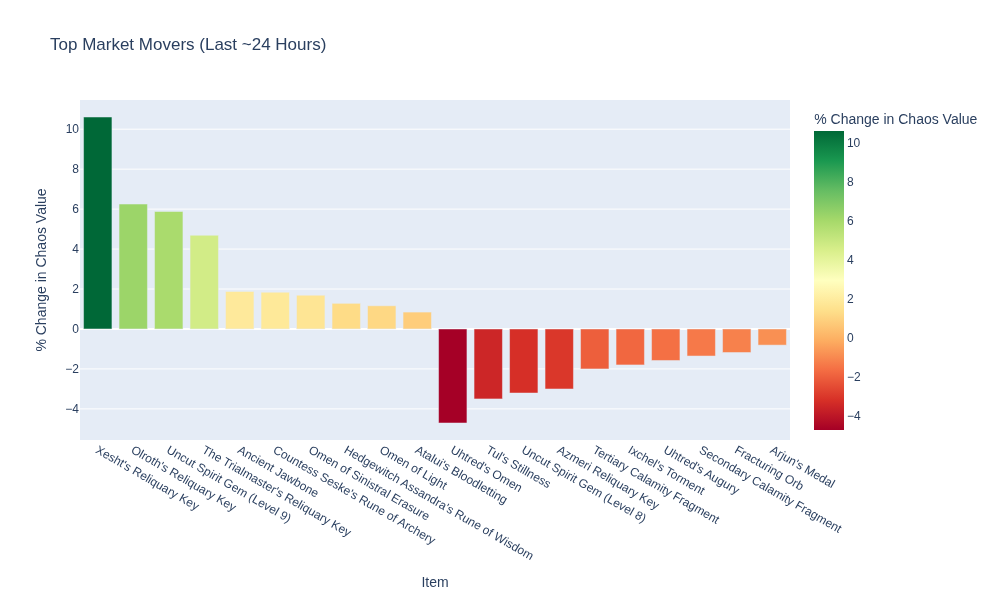 Top Market Movers (Last ~24 Hours)
% Change in Chaos Value
10
8
6
4
2
0
−2
−4
% Change in Chaos Value
10
8
6
4
2
0
−2
−4
Xesht's Reliquary Key
Olroth's Reliquary Key
Uncut Spirit Gem (Level 9)
The Trialmaster's Reliquary Key
Ancient Jawbone
Countess Seske's Rune of Archery
Omen of Sinistral Erasure
Hedgewitch Assandra's Rune of Wisdom
Omen of Light
Atalui's Bloodletting
Uhtred's Omen
Tul's Stillness
Uncut Spirit Gem (Level 8)
Azmeri Reliquary Key
Tertiary Calamity Fragment
Ixchel's Torment
Uhtred's Augury
Secondary Calamity Fragment
Fracturing Orb
Arjun's Medal
Item